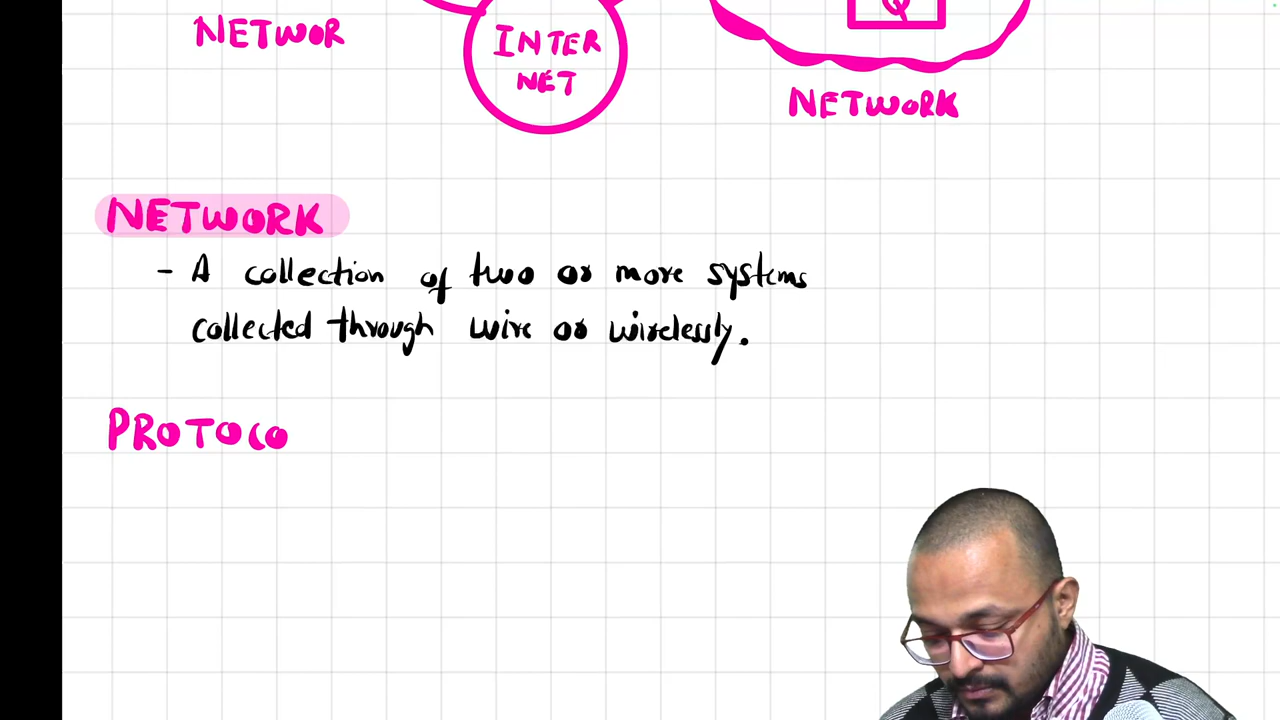 NETWOR
INTER
NET
NETWORK
NETWORK
- A collection of two or more systems
collected through wire or wirelessly.
PROTOCO